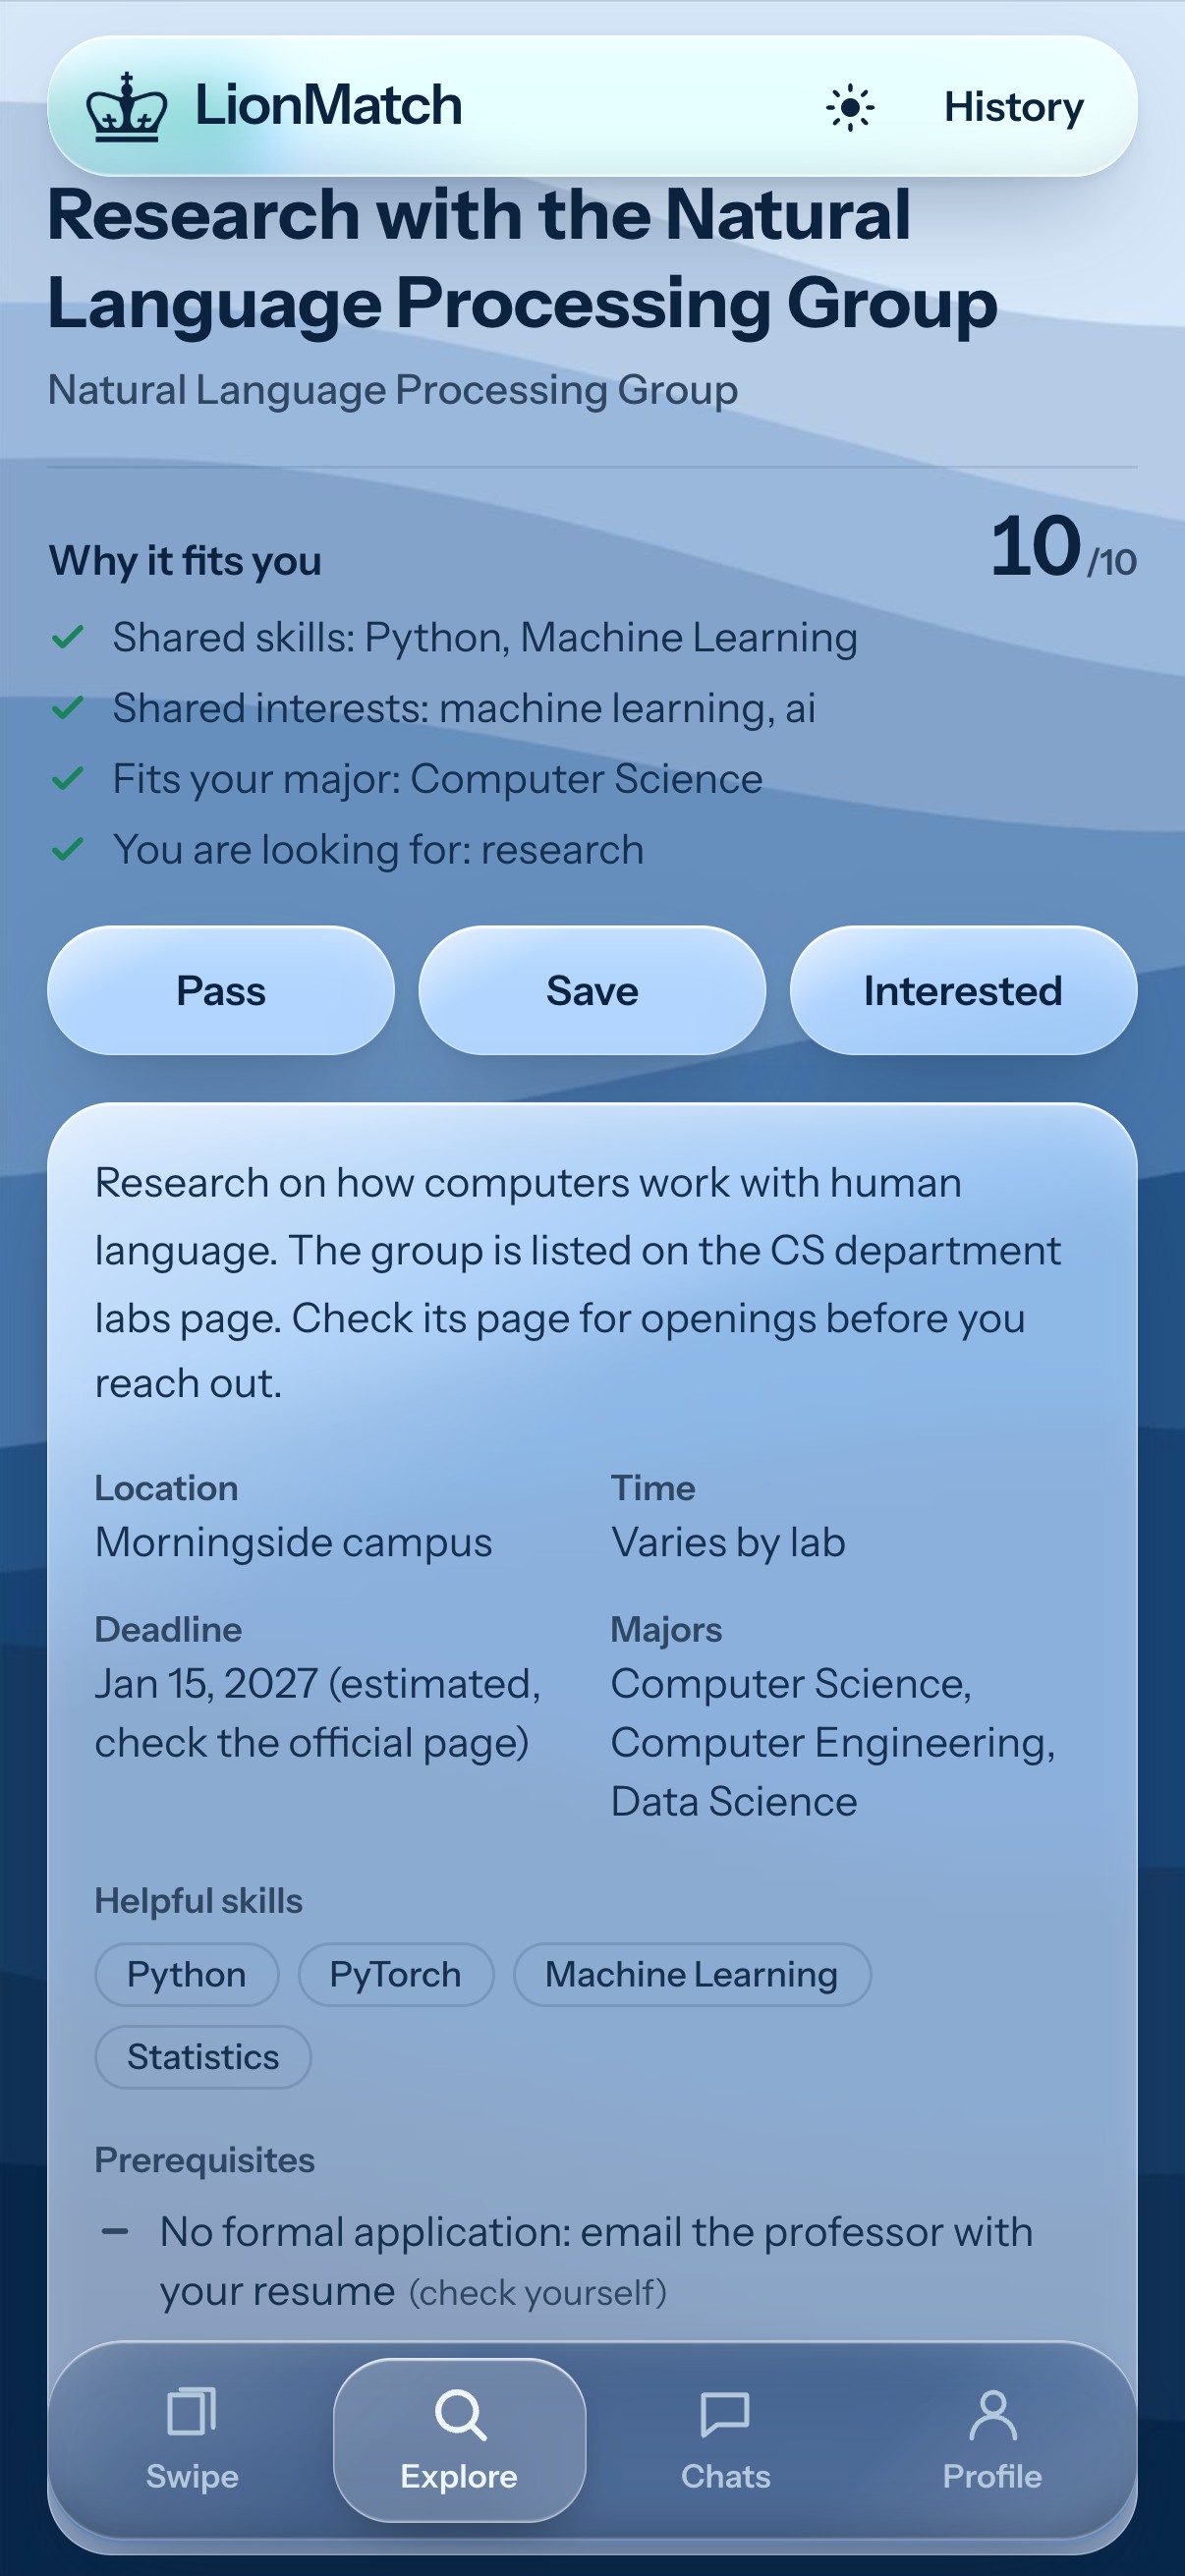 LionMatch
History
Research with the Natural
Language Processing Group
Natural Language Processing Group
Why it fits you
10/10
Shared skills: Python, Machine Learning
Shared interests: machine learning, ai
Fits your major: Computer Science
You are looking for: research
Pass
Save
Interested
Research on how computers work with human
language. The group is listed on the CS department
labs page. Check its page for openings before you
reach out.
Location
Morningside campus
Time
Varies by lab
Deadline
Jan 15, 2027 (estimated,
check the official page)
Majors
Computer Science,
Computer Engineering,
Data Science
Helpful skills
Python
PyTorch
Machine Learning
Statistics
Prerequisites
No formal application: email the professor with
your resume (check yourself)
Swipe
Explore
Chats
Profile